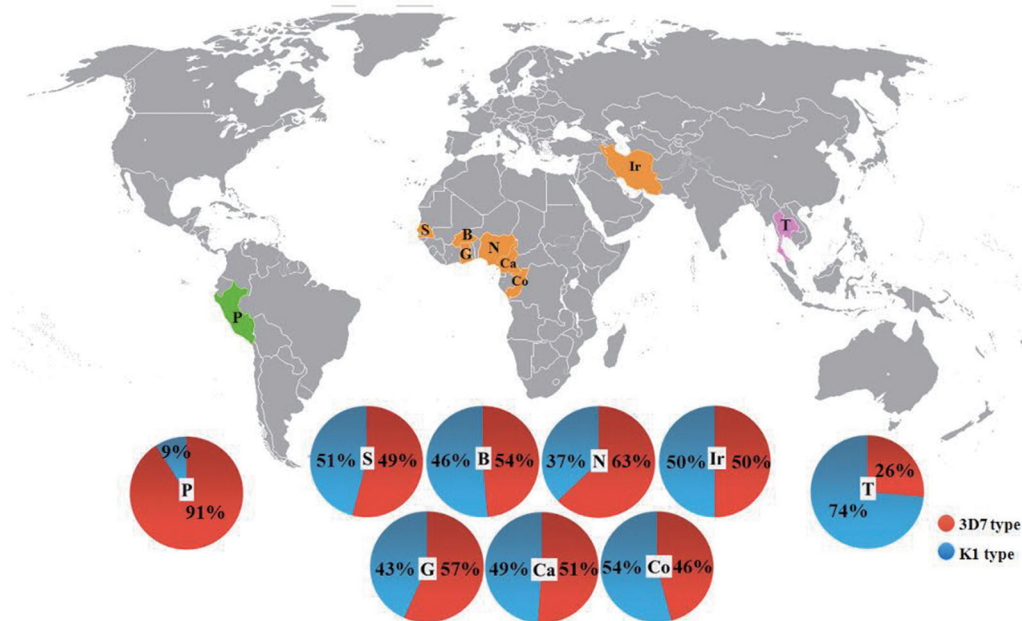 Ir
S
B
G
N
Ca
Co
T
P
9%
P
91%
51% S 49%
46% B 54%
37% N 63%
50% Ir 50%
26%
T
74%
43% G 57%
49% Ca 51%
54% Co 46%
3D7 type
K1 type